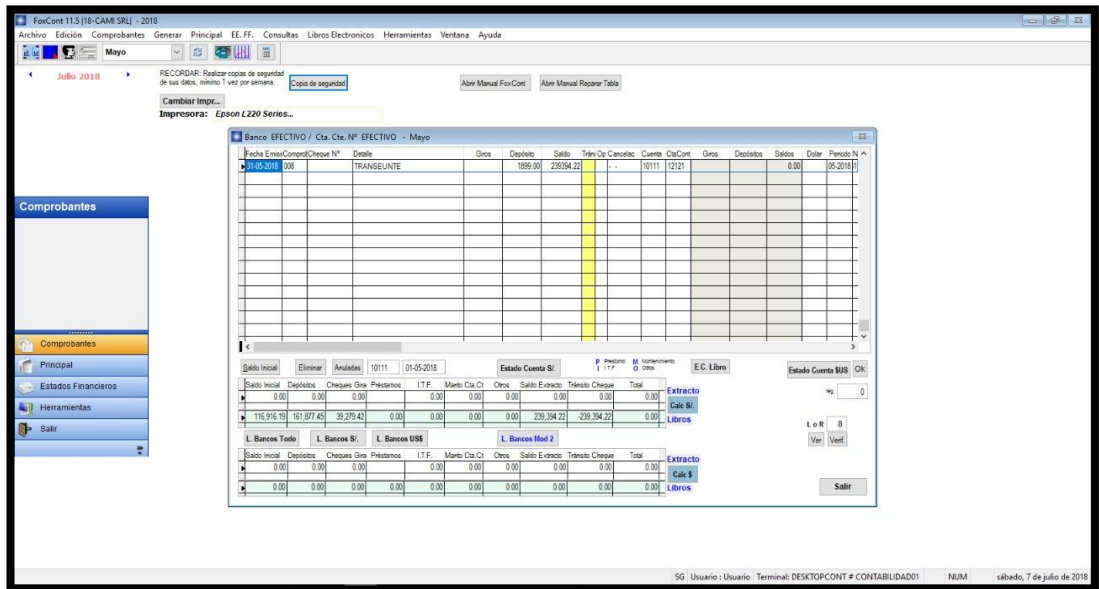 FoxCont 11.5 |18-CAMI SRL| - 2018
Archivo Edición Comprobantes Generar Principal EE. FF. Consultas Libros Electronicos Herramientas Ventana Ayuda
Mayo
Julio 2018
RECORDAR: Realizar copias de seguridad
de sus datos, mínimo 1 vez por semana.
Copia de seguridad
Abrir Manual FoxCont
Abrir Manual Reparar Tabla
Cambiar Impr...
Impresora: Epson L220 Series...
Banco EFECTIVO / Cta. Cte. Nº EFECTIVO - Mayo
Fecha Emisi Comprot Cheque Nº Detalle Giros Depósito Saldo Trám Op Cancelac Cuenta CtaCont Giros Depósitos Saldos Dolar Periodo N
31-05-2018 008 TRANSEUNTE 1899.00 239394.22 - - 10111 12121 0.00 05-2018 1
Comprobantes
Comprobantes
Principal
Estados Financieros
Herramientas
Salir
Saldo Inicial Eliminar Anuladas 10111 01-05-2018 Estado Cuenta S/. P Prestamo M Mantenimiento E.C. Libro Estado Cuenta $US Ok
I I T F O Otros
Saldo Inicial Depósitos Cheques Gira Préstamos I.T.F. Manto Cta.Ct Otros Saldo Extracto Tránsito Cheque Total Extracto
0.00 0.00 0.00 0.00 0.00 0.00 0.00 0.00 0.00 Calc S/.
116,916.19 161,877.45 39,279.42 0.00 0.00 0.00 0.00 239,394.22 -239,394.22 0.00 Libros
reg. 0
L o R 8
Ver Verif.
L. Bancos Todo L. Bancos S/. L. Bancos US$ L. Bancos Mod 2
Saldo Inicial Depósitos Cheques Gira Préstamos I.T.F. Manto Cta.Ct Otros Saldo Extracto Tránsito Cheque Total Extracto
0.00 0.00 0.00 0.00 0.00 0.00 0.00 0.00 0.00 Calc $
0.00 0.00 0.00 0.00 0.00 0.00 0.00 0.00 0.00 0.00 Libros
Salir
SG Usuario : Usuario Terminal: DESKTOPCONT # CONTABILIDAD01 NUM sábado, 7 de julio de 2018